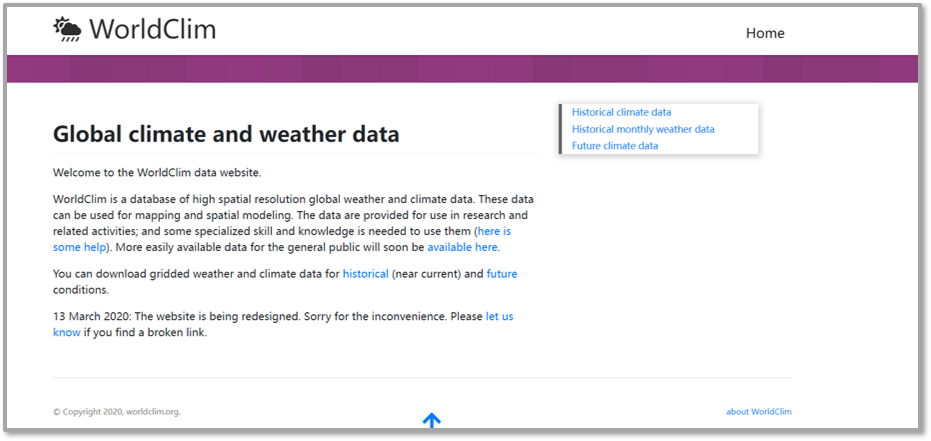 WorldClim
Home
Global climate and weather data
Welcome to the WorldClim data website.
WorldClim is a database of high spatial resolution global weather and climate data. These data
can be used for mapping and spatial modeling. The data are provided for use in research and
related activities; and some specialized skill and knowledge is needed to use them (here is
some help). More easily available data for the general public will soon be available here.
You can download gridded weather and climate data for historical (near current) and future
conditions.
13 March 2020: The website is being redesigned. Sorry for the inconvenience. Please let us
know if you find a broken link.
Historical climate data
Historical monthly weather data
Future climate data
© Copyright 2020, worldclim.org.
about WorldClim